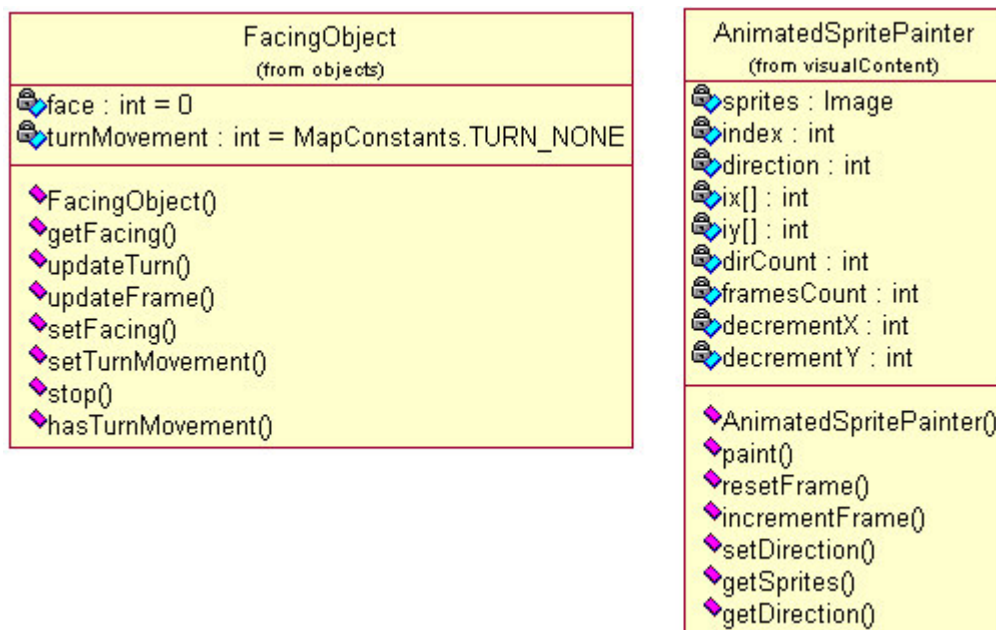 FacingObject
(from objects)
face : int = 0
turnMovement : int = MapConstants.TURN_NONE
FacingObject()
getFacing()
updateTurn()
updateFrame()
setFacing()
setTurnMovement()
stop()
hasTurnMovement()
AnimatedSpritePainter
(from visualContent)
sprites : Image
index : int
direction : int
ix[] : int
iy[] : int
dirCount : int
framesCount : int
decrementX : int
decrementY : int
AnimatedSpritePainter()
paint()
resetFrame()
incrementFrame()
setDirection()
getSprites()
getDirection()